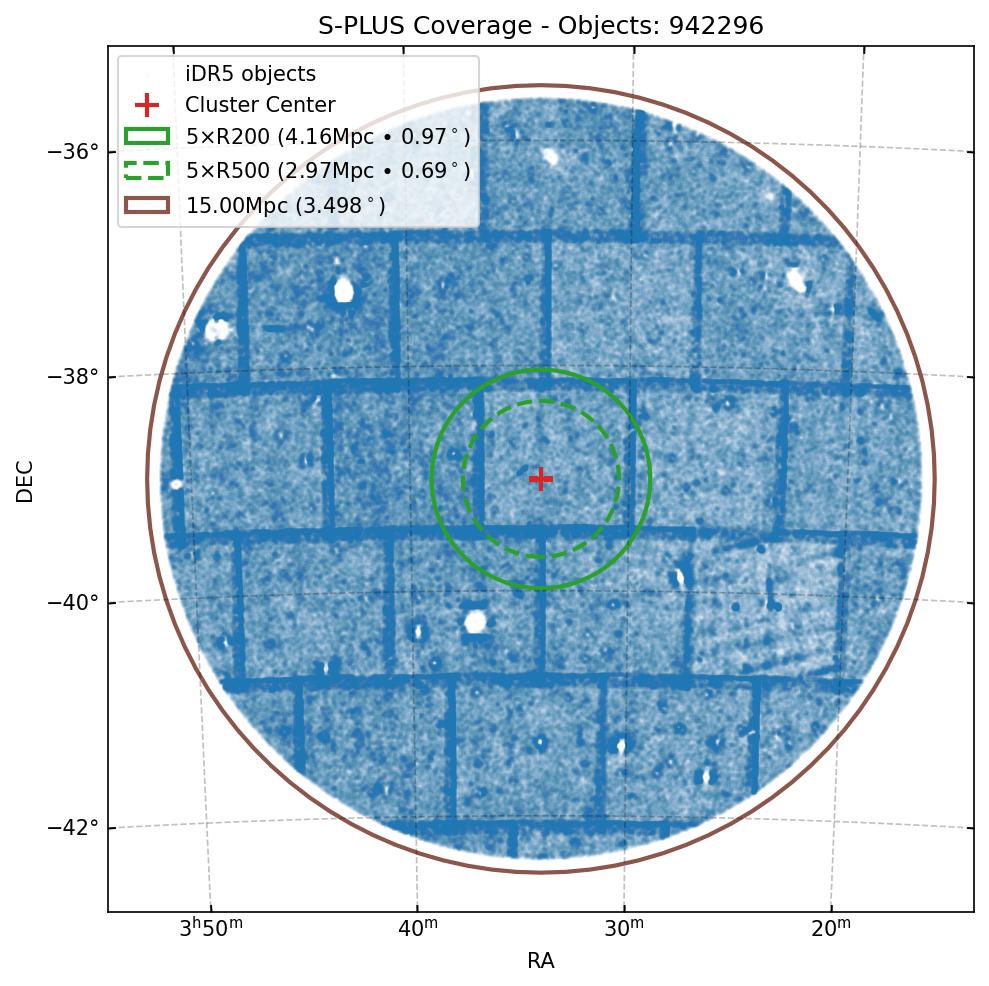 S-PLUS Coverage - Objects: 942296
iDR5 objects
Cluster Center
5×R200 (4.16Mpc • 0.97°)
5×R500 (2.97Mpc • 0.69°)
15.00Mpc (3.498°)
−36°
−38°
−40°
−42°
DEC
3ʰ50ᵐ 40ᵐ 30ᵐ 20ᵐ
RA